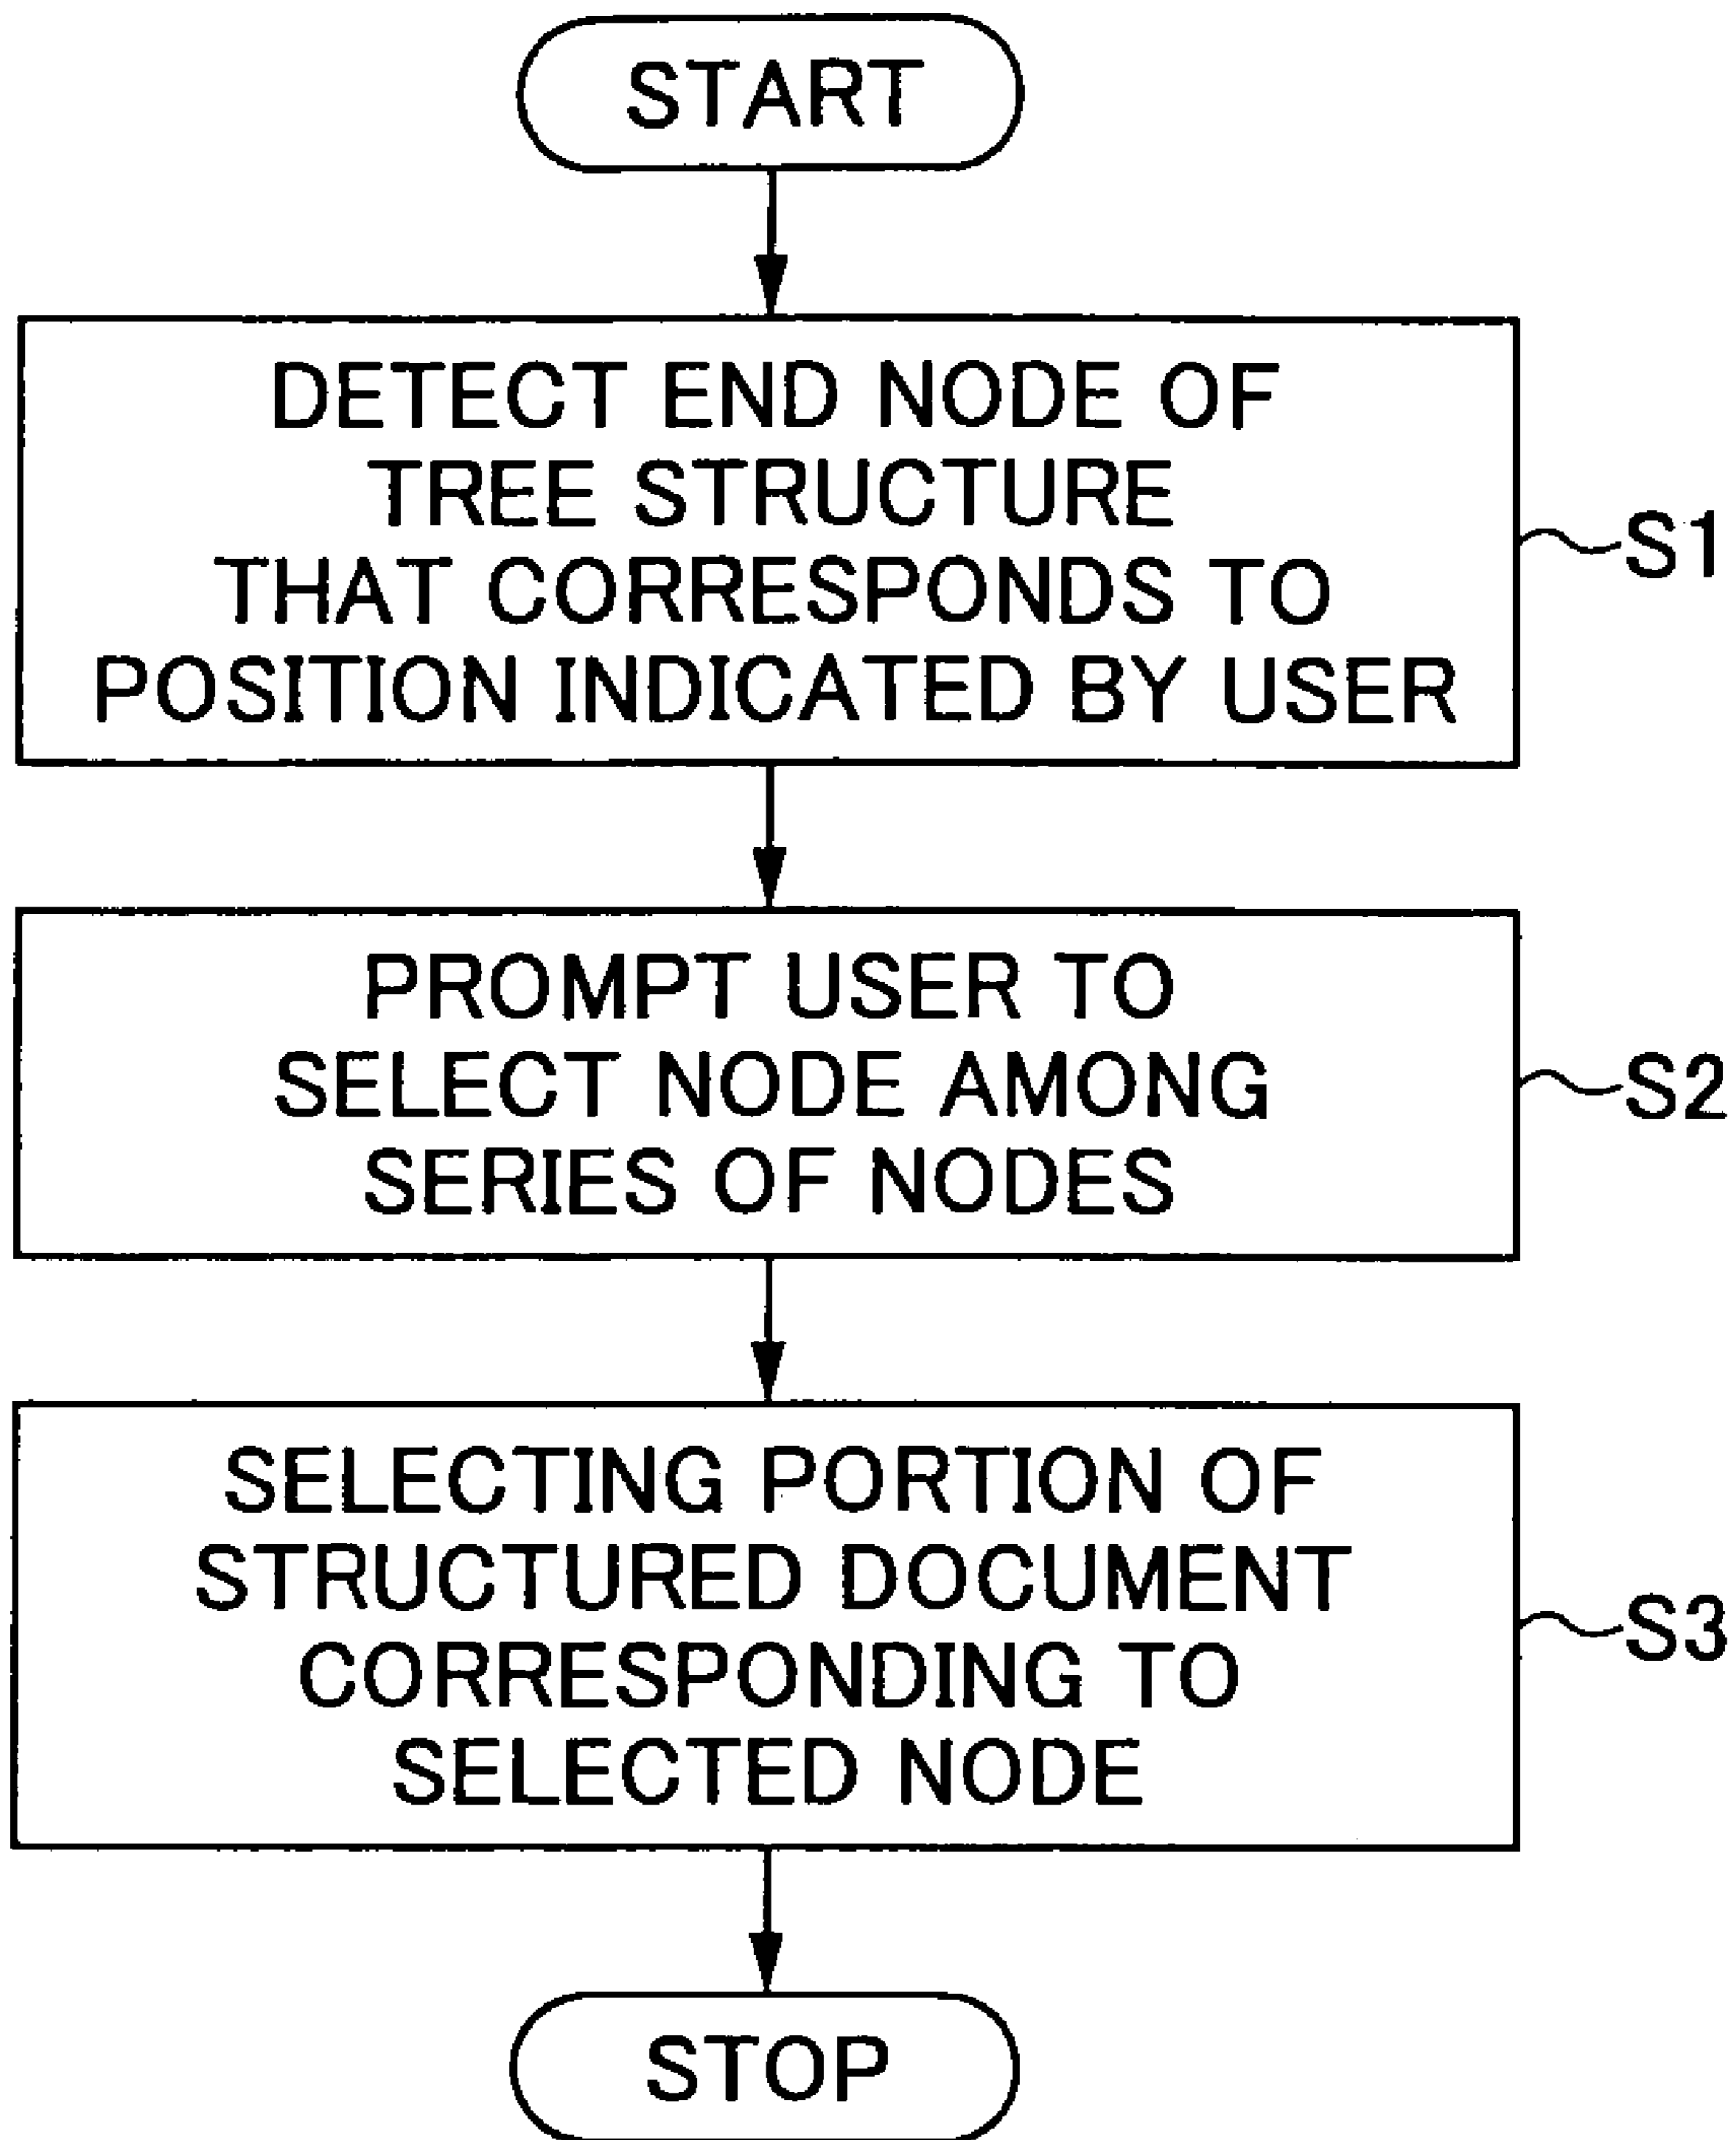 START
DETECT END NODE OF
TREE STRUCTURE
THAT CORRESPONDS TO
POSITION INDICATED BY USER
S1
PROMPT USER TO
SELECT NODE AMONG
SERIES OF NODES
S2
SELECTING PORTION OF
STRUCTURED DOCUMENT
CORRESPONDING TO
SELECTED NODE
S3
STOP